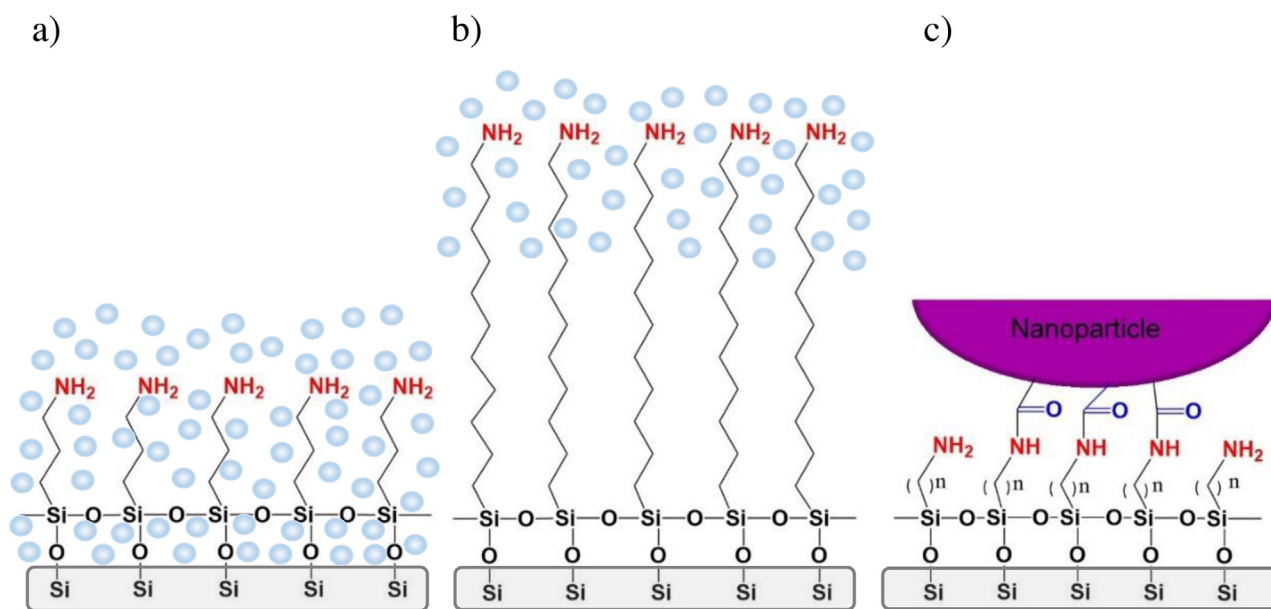 a)
NH2 NH2 NH2 NH2 NH2
Si O Si O Si O Si O Si
O O O O O
Si Si Si Si Si
b)
NH2 NH2 NH2 NH2 NH2
Si O Si O Si O Si O Si
O O O O O
Si Si Si Si Si
c)
Nanoparticle
O O O
NH2 NH NH NH NH2
( )n ( )n ( )n ( )n ( )n
Si O Si O Si O Si O Si
O O O O O
Si Si Si Si Si